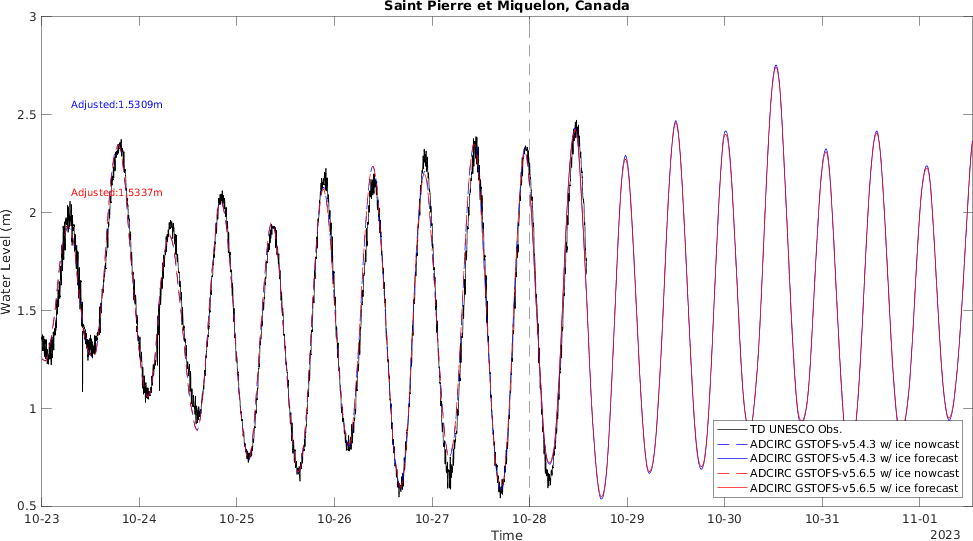 Saint Pierre et Miquelon, Canada
3
2.5
2
1.5
1
0.5
Water Level (m)
Adjusted:1.5309m
Adjusted:1.5337m
TD UNESCO Obs.
ADCIRC GSTOFS-v5.4.3 w/ ice nowcast
ADCIRC GSTOFS-v5.4.3 w/ ice forecast
ADCIRC GSTOFS-v5.6.5 w/ ice nowcast
ADCIRC GSTOFS-v5.6.5 w/ ice forecast
10-23 10-24 10-25 10-26 10-27 10-28 10-29 10-30 10-31 11-01
Time
2023